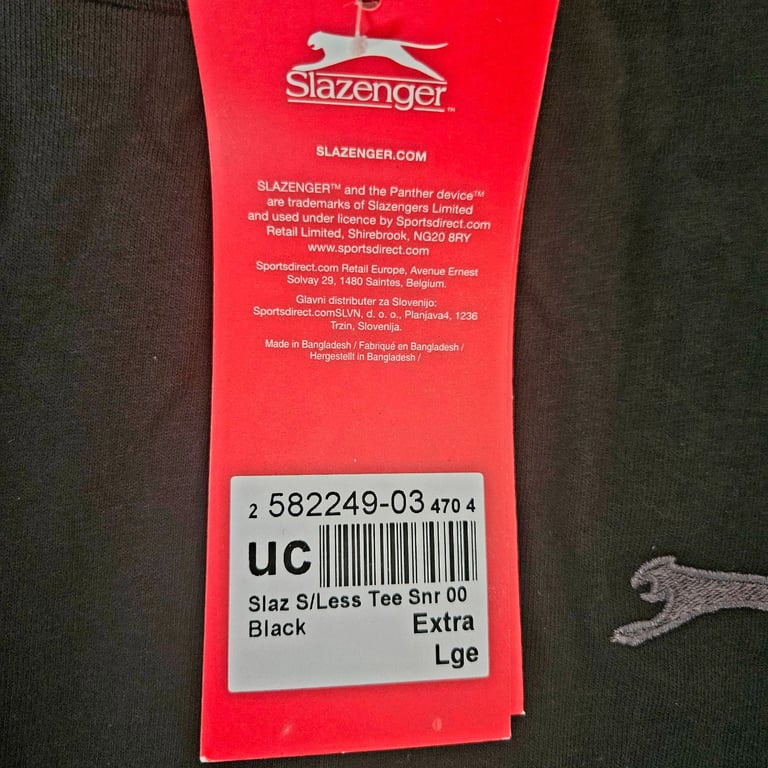 Slazenger™
SLAZENGER.COM
SLAZENGER™ and the Panther device™
are trademarks of Slazengers Limited
and used under licence by Sportsdirect.com
Retail Limited, Shirebrook, NG20 8RY
www.sportsdirect.com
Sportsdirect.com Retail Europe, Avenue Ernest
Solvay 29, 1480 Saintes, Belgium.
Glavni distributer za Slovenijo:
Sportsdirect.comSLVN, d. o. o., Planjava4, 1236
Trzin, Slovenija.
Made in Bangladesh / Fabriqué en Bangladesh /
Hergestellt in Bangladesh /
2 582249-03 470 4
UC
Slaz S/Less Tee Snr 00
Black Extra
Lge